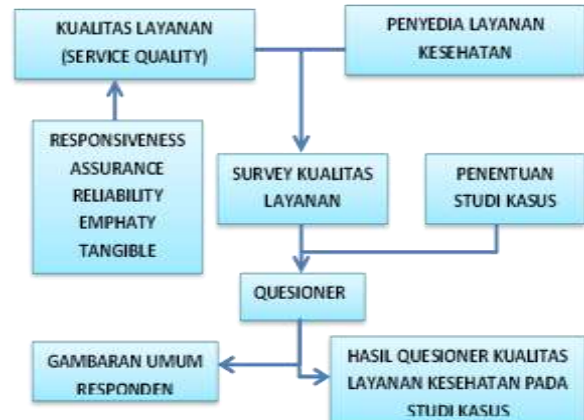 KUALITAS LAYANAN
(SERVICE QUALITY)
PENYEDIA LAYANAN
KESEHATAN
RESPONSIVENESS
ASSURANCE
RELIABILITY
EMPHATY
TANGIBLE
SURVEY KUALITAS
LAYANAN
PENENTUAN
STUDI KASUS
QUESIONER
GAMBARAN UMUM
RESPONDEN
HASIL QUESIONER KUALITAS
LAYANAN KESEHATAN PADA
STUDI KASUS